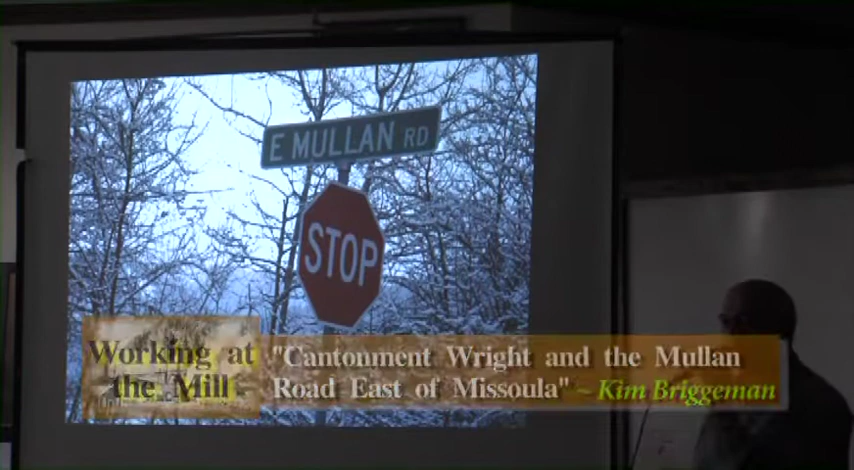 E MULLAN RD
STOP
Working at
the Mill
"Cantonment Wright and the Mullan
Road East of Missoula" ~ Kim Briggeman